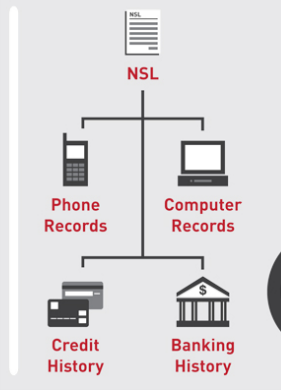 NSL
NSL
Phone
Records
Computer
Records
$
Credit
History
Banking
History